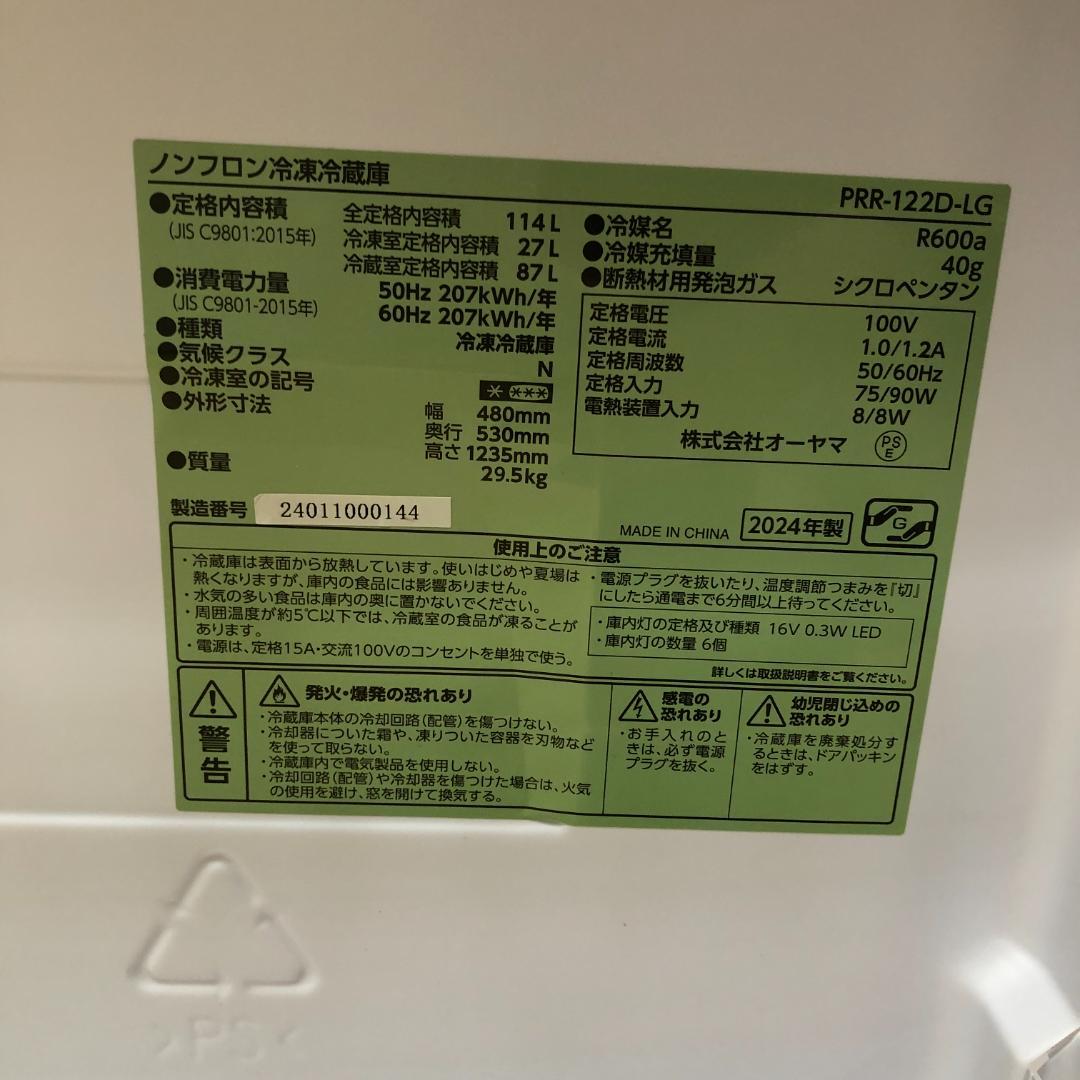 ノンフロン冷凍冷蔵庫
PRR-122D-LG
●定格内容積
(JIS C9801:2015年)
全定格内容積 114L
冷凍室定格内容積 27L
冷蔵室定格内容積 87L
●消費電力量
(JIS C9801-2015年)
50Hz 207kWh/年
60Hz 207kWh/年
●種類 冷凍冷蔵庫
●気候クラス N
●冷凍室の記号 * ***
●外形寸法
幅 480mm
奥行 530mm
高さ 1235mm
●質量 29.5kg
●冷媒名 R600a
●冷媒充填量 40g
●断熱材用発泡ガス シクロペンタン
定格電圧 100V
定格電流 1.0/1.2A
定格周波数 50/60Hz
定格入力 75/90W
電熱装置入力 8/8W
株式会社オーヤマ PSE
製造番号 24011000144
MADE IN CHINA 2024年製 G
使用上のご注意
・冷蔵庫は表面から放熱しています。使いはじめや夏場は
熱くなりますが、庫内の食品には影響ありません。
・水気の多い食品は庫内の奥に置かないでください。
・周囲温度が約5℃以下では、冷蔵室の食品が凍ることが
あります。
・電源は、定格15A・交流100Vのコンセントを単独で使う。
・電源プラグを抜いたり、温度調節つまみを『切』
にしたら通電まで6分間以上待ってください。
・庫内灯の定格及び種類 16V 0.3W LED
・庫内灯の数量 6個
詳しくは取扱説明書をご覧ください。
警告
発火・爆発の恐れあり
・冷蔵庫本体の冷却回路(配管)を傷つけない。
・冷却器についた霜や、凍りついた容器を刃物など
を使って取らない。
・冷蔵庫内で電気製品を使用しない。
・冷却回路(配管)や冷却器を傷つけた場合は、火気
の使用を避け、窓を開けて換気する。
感電の
恐れあり
・お手入れのと
きは、必ず電源
プラグを抜く。
幼児閉じ込めの
恐れあり
・冷蔵庫を廃棄処分す
るときは、ドアパッキン
をはずす。
>PS<